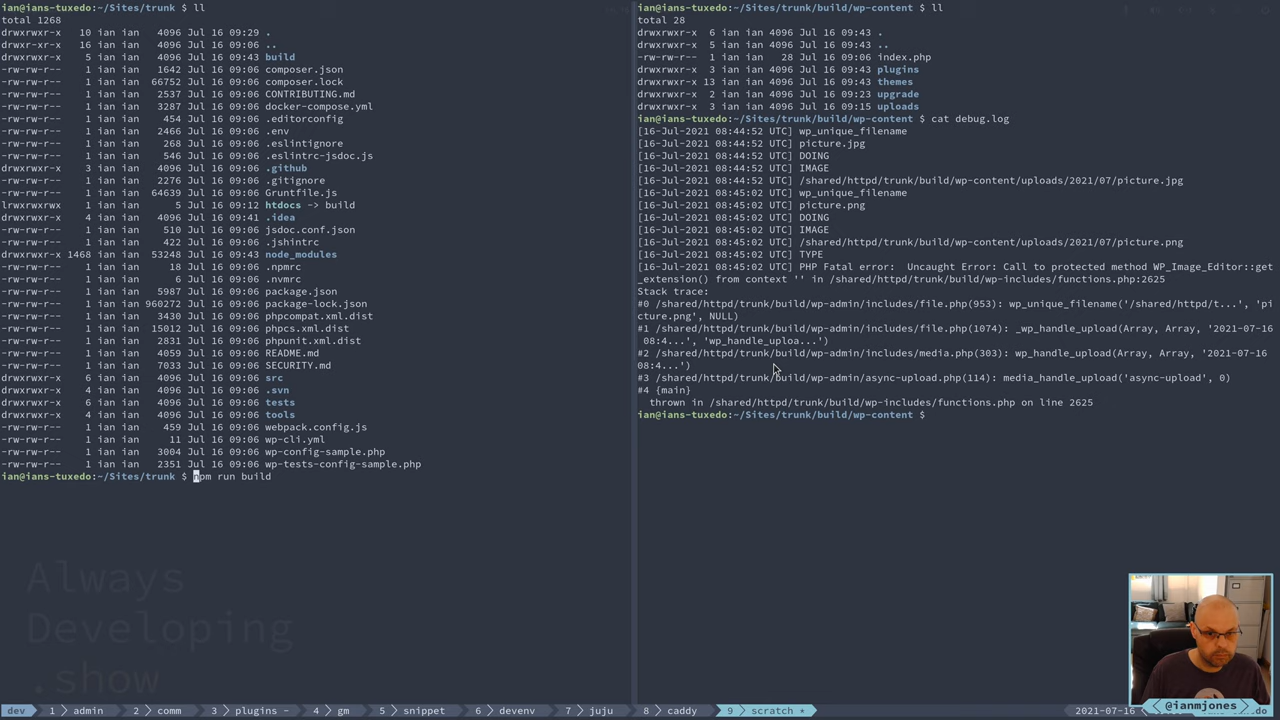 ian@ians-tuxedo:~/Sites/trunk $ ll
total 1268
drwxrwxr-x 10 ian ian 4096 Jul 16 09:29 .
drwxr-xr-x 16 ian ian 4096 Jul 16 09:06 ..
drwxrwxr-x 5 ian ian 4096 Jul 16 09:43 build
-rw-rw-r-- 1 ian ian 1642 Jul 16 09:06 composer.json
-rw-rw-r-- 1 ian ian 66752 Jul 16 09:06 composer.lock
-rw-rw-r-- 1 ian ian 2537 Jul 16 09:06 CONTRIBUTING.md
-rw-rw-r-- 1 ian ian 3287 Jul 16 09:06 docker-compose.yml
-rw-rw-r-- 1 ian ian 454 Jul 16 09:06 .editorconfig
-rw-rw-r-- 1 ian ian 2466 Jul 16 09:06 .env
-rw-rw-r-- 1 ian ian 268 Jul 16 09:06 .eslintignore
-rw-rw-r-- 1 ian ian 546 Jul 16 09:06 .eslintrc-jsdoc.js
drwxrwxr-x 3 ian ian 4096 Jul 16 09:06 .github
-rw-rw-r-- 1 ian ian 2276 Jul 16 09:06 .gitignore
-rw-rw-r-- 1 ian ian 64639 Jul 16 09:06 Gruntfile.js
lrwxrwxrwx 1 ian ian 5 Jul 16 09:12 htdocs -> build
drwxrwxr-x 4 ian ian 4096 Jul 16 09:41 .idea
-rw-rw-r-- 1 ian ian 510 Jul 16 09:06 jsdoc.conf.json
-rw-rw-r-- 1 ian ian 422 Jul 16 09:06 .jshintrc
drwxrwxr-x 1468 ian ian 53248 Jul 16 09:43 node_modules
-rw-rw-r-- 1 ian ian 18 Jul 16 09:06 .npmrc
-rw-rw-r-- 1 ian ian 3 Jul 16 09:06 .nvmrc
-rw-rw-r-- 1 ian ian 5987 Jul 16 09:06 package.json
-rw-rw-r-- 1 ian ian 960272 Jul 16 09:06 package-lock.json
-rw-rw-r-- 1 ian ian 3430 Jul 16 09:06 phpcompat.xml.dist
-rw-rw-r-- 1 ian ian 15012 Jul 16 09:06 phpcs.xml.dist
-rw-rw-r-- 1 ian ian 2831 Jul 16 09:06 phpunit.xml.dist
-rw-rw-r-- 1 ian ian 4059 Jul 16 09:06 README.md
-rw-rw-r-- 1 ian ian 7033 Jul 16 09:06 SECURITY.md
drwxrwxr-x 6 ian ian 4096 Jul 16 09:06 src
drwxrwxr-x 4 ian ian 4096 Jul 16 09:06 .svn
drwxrwxr-x 6 ian ian 4096 Jul 16 09:06 tests
drwxrwxr-x 4 ian ian 4096 Jul 16 09:06 tools
-rw-rw-r-- 1 ian ian 459 Jul 16 09:06 webpack.config.js
-rw-rw-r-- 1 ian ian 11 Jul 16 09:06 wp-cli.yml
-rw-rw-r-- 1 ian ian 3004 Jul 16 09:06 wp-config-sample.php
-rw-rw-r-- 1 ian ian 2351 Jul 16 09:06 wp-tests-config-sample.php
ian@ians-tuxedo:~/Sites/trunk $ npm run build
Always
Developing
.show
ian@ians-tuxedo:~/Sites/trunk/build/wp-content $ ll
total 28
drwxrwxr-x 6 ian ian 4096 Jul 16 09:43 .
drwxrwxr-x 5 ian ian 4096 Jul 16 09:43 ..
-rw-rw-r-- 1 ian ian 28 Jul 16 09:06 index.php
drwxrwxr-x 3 ian ian 4096 Jul 16 09:43 plugins
drwxrwxr-x 13 ian ian 4096 Jul 16 09:43 themes
drwxrwxr-x 2 ian ian 4096 Jul 16 09:23 upgrade
drwxrwxr-x 3 ian ian 4096 Jul 16 09:15 uploads
ian@ians-tuxedo:~/Sites/trunk/build/wp-content $ cat debug.log
[16-Jul-2021 08:44:52 UTC] wp_unique_filename
[16-Jul-2021 08:44:52 UTC] picture.jpg
[16-Jul-2021 08:44:52 UTC] DOING
[16-Jul-2021 08:44:52 UTC] IMAGE
[16-Jul-2021 08:44:52 UTC] /shared/httpd/trunk/build/wp-content/uploads/2021/07/picture.jpg
[16-Jul-2021 08:45:02 UTC] wp_unique_filename
[16-Jul-2021 08:45:02 UTC] picture.png
[16-Jul-2021 08:45:02 UTC] DOING
[16-Jul-2021 08:45:02 UTC] IMAGE
[16-Jul-2021 08:45:02 UTC] /shared/httpd/trunk/build/wp-content/uploads/2021/07/picture.png
[16-Jul-2021 08:45:02 UTC] TYPE
[16-Jul-2021 08:45:02 UTC] PHP Fatal error:  Uncaught Error: Call to protected method WP_Image_Editor::get
_extension() from context '' in /shared/httpd/trunk/build/wp-includes/functions.php:2625
Stack trace:
#0 /shared/httpd/trunk/build/wp-admin/includes/file.php(953): wp_unique_filename('/shared/httpd/t...', 'pi
cture.png', NULL)
#1 /shared/httpd/trunk/build/wp-admin/includes/file.php(1074): _wp_handle_upload(Array, Array, '2021-07-16
08:4...', 'wp_handle_uploa...')
#2 /shared/httpd/trunk/build/wp-admin/includes/media.php(303): wp_handle_upload(Array, Array, '2021-07-16
08:4...')
#3 /shared/httpd/trunk/build/wp-admin/async-upload.php(114): media_handle_upload('async-upload', 0)
#4 {main}
thrown in /shared/httpd/trunk/build/wp-includes/functions.php on line 2625
ian@ians-tuxedo:~/Sites/trunk/build/wp-content $
@ianmjones
dev 1 admin 2 comm 3 plugins - 4 gm 5 snippet 6 devenv 7 juju 8 caddy 9 scratch * 2021-07-16